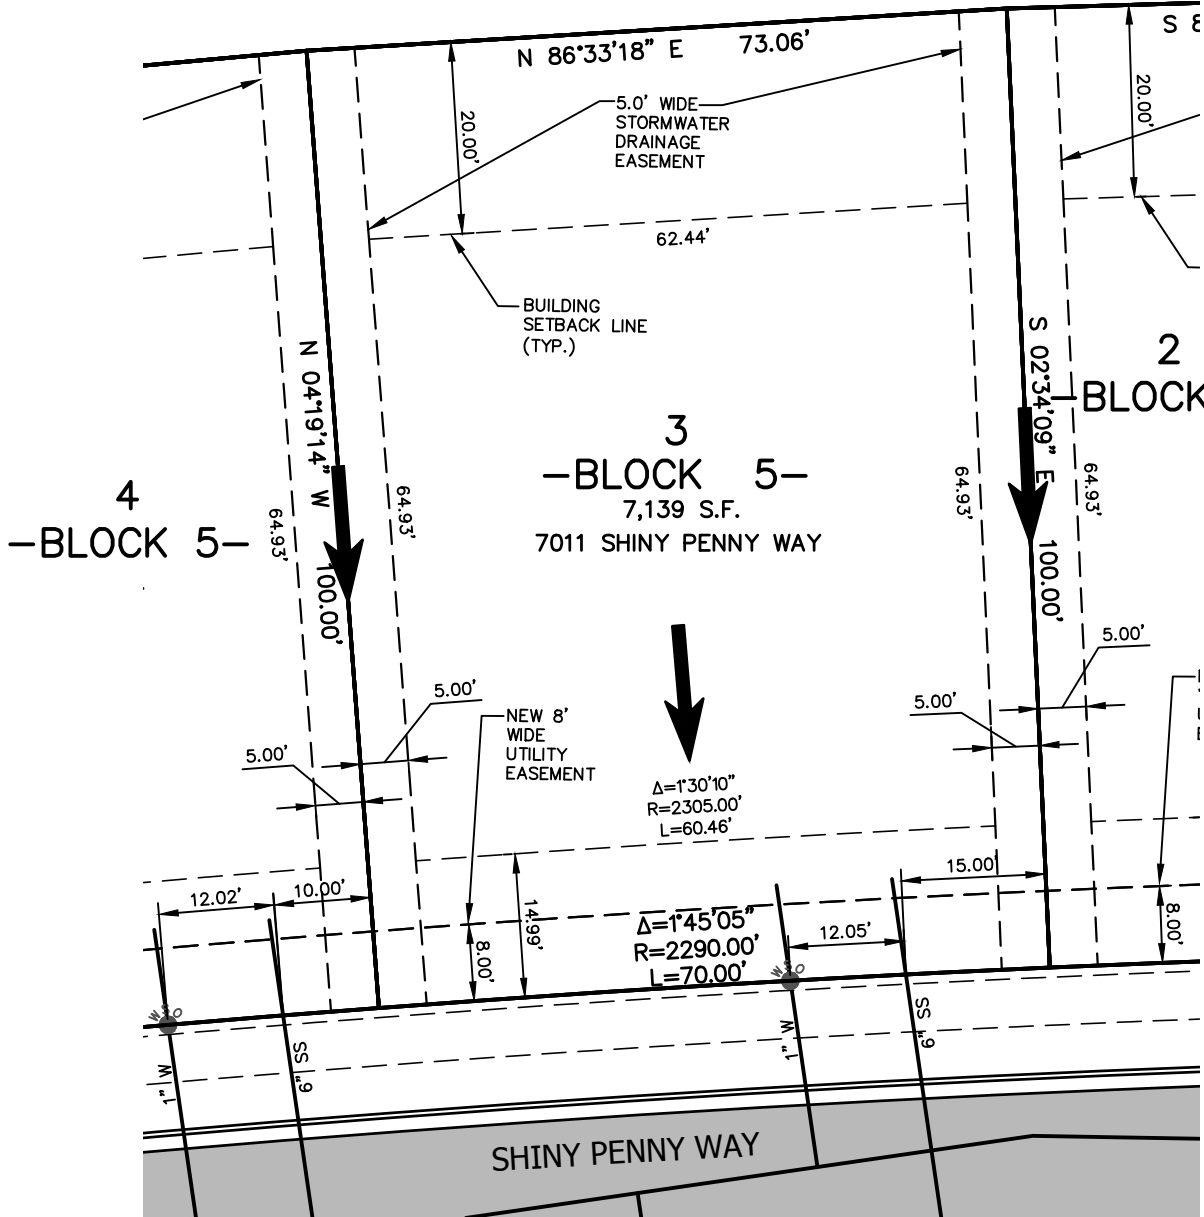 N 86°33'18" E 73.06'
S 8
20.00'
5.0' WIDE
STORMWATER
DRAINAGE
EASEMENT
20.00'
62.44'
BUILDING
SETBACK LINE
(TYP.)
N 04°19'14" W 100.00'
S 02°34'09" E 100.00'
2
-BLOCK
3
-BLOCK 5-
7,139 S.F.
7011 SHINY PENNY WAY
4
-BLOCK 5-
64.93'
64.93'
64.93'
64.93'
5.00'
5.00'
5.00'
5.00'
NEW 8'
WIDE
UTILITY
EASEMENT
Δ=1°30'10"
R=2305.00'
L=60.46'
12.02'
10.00'
14.99'
8.00'
Δ=1°45'05"
R=2290.00'
L=70.00'
12.05'
15.00'
8.00'
W.S.O
W.S.O
1" W
SS 6"
1" W
SS 6"
SHINY PENNY WAY